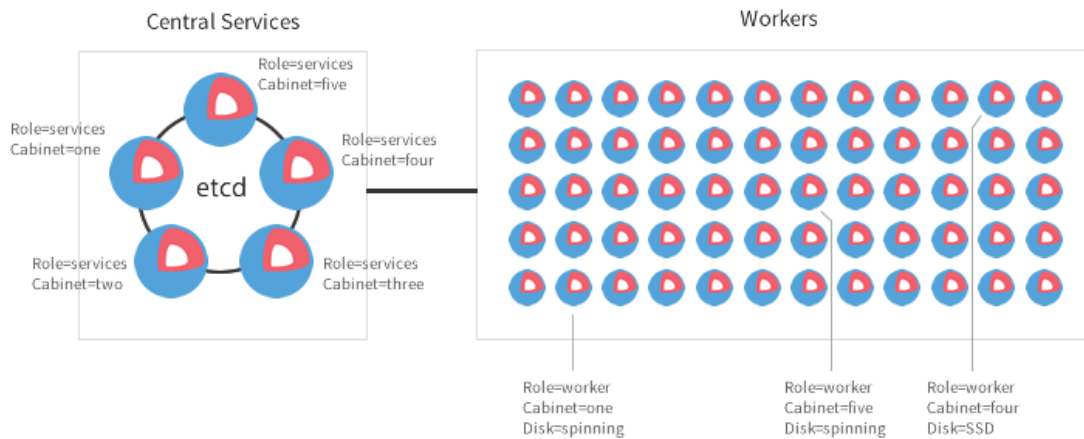 Central Services
Workers
Role=services
Cabinet=five
Role=services
Cabinet=one
Role=services
Cabinet=four
etcd
Role=services
Cabinet=two
Role=services
Cabinet=three
Role=worker
Cabinet=one
Disk=spinning
Role=worker
Cabinet=five
Disk=spinning
Role=worker
Cabinet=four
Disk=SSD